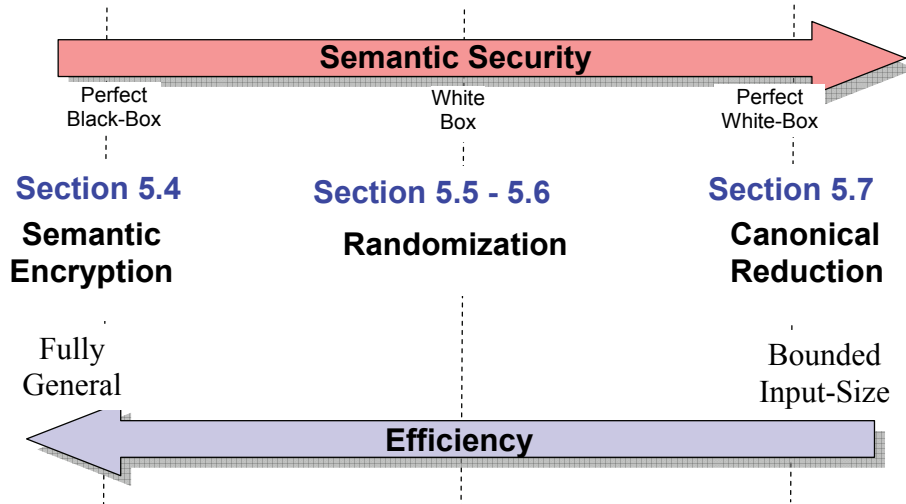 Semantic Security
Perfect
Black-Box
White
Box
Perfect
White-Box
Section 5.4
Section 5.5 - 5.6
Section 5.7
Semantic
Encryption
Randomization
Canonical
Reduction
Fully
General
Bounded
Input-Size
Efficiency